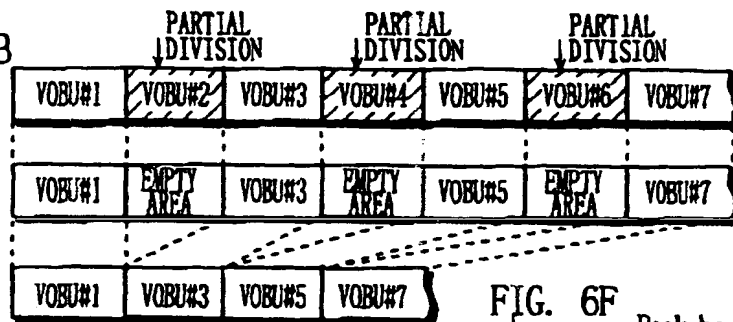 PARTIAL DIVISION PARTIAL DIVISION PARTIAL DIVISION
B
VOBU#1 VOBU#2 VOBU#3 VOBU#4 VOBU#5 VOBU#6 VOBU#7
VOBU#1 EMPTY AREA VOBU#3 EMPTY AREA VOBU#5 EMPTY AREA VOBU#7
VOBU#1 VOBU#3 VOBU#5 VOBU#7
FIG. 6F